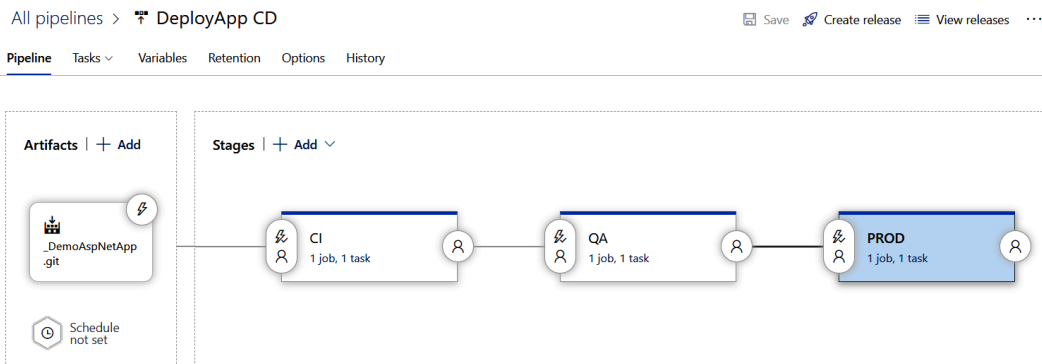 All pipelines > DeployApp CD
Save Create release View releases ...
Pipeline Tasks Variables Retention Options History
Artifacts | + Add
Stages | + Add
_DemoAspNetApp
.git
CI
1 job, 1 task
QA
1 job, 1 task
PROD
1 job, 1 task
Schedule
not set